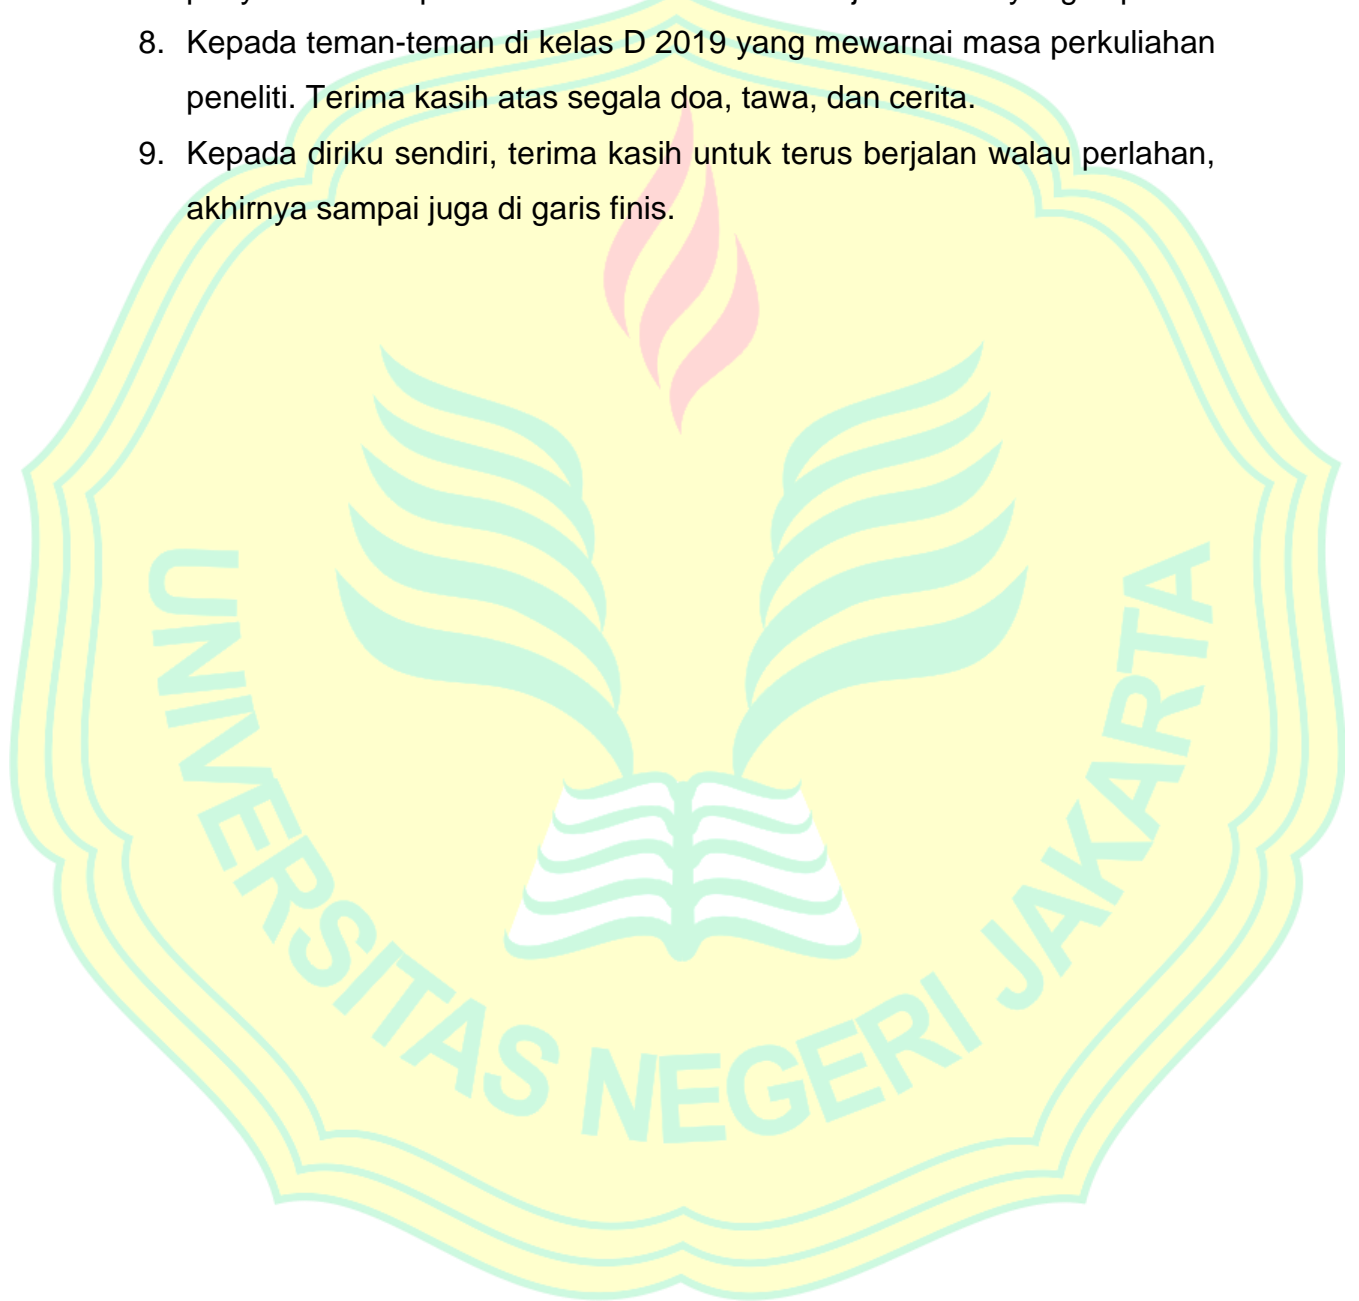 8. Kepada teman-teman di kelas D 2019 yang mewarnai masa perkuliahan
peneliti. Terima kasih atas segala doa, tawa, dan cerita.
9. Kepada diriku sendiri, terima kasih untuk terus berjalan walau perlahan,
akhirnya sampai juga di garis finis.
UNIVERSITAS NEGERI JAKARTA